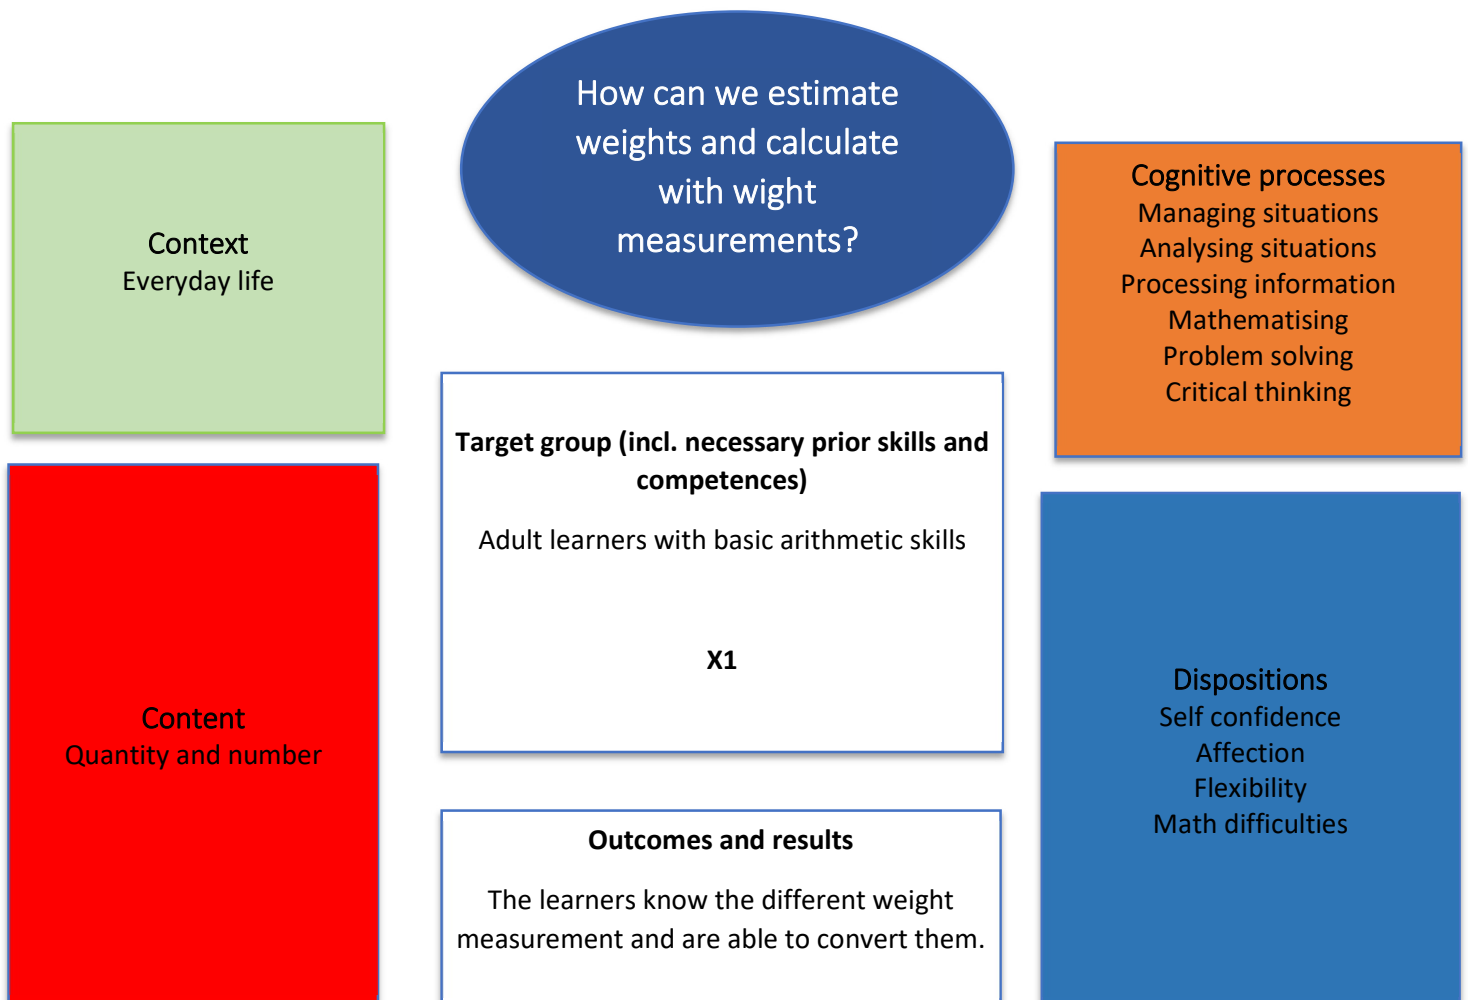 How can we estimate
weights and calculate
with wight
measurements?
Context
Everyday life
Cognitive processes
Managing situations
Analysing situations
Processing information
Mathematising
Problem solving
Critical thinking
Target group (incl. necessary prior skills and
competences)
Adult learners with basic arithmetic skills
X1
Content
Quantity and number
Dispositions
Self confidence
Affection
Flexibility
Math difficulties
Outcomes and results
The learners know the different weight
measurement and are able to convert them.